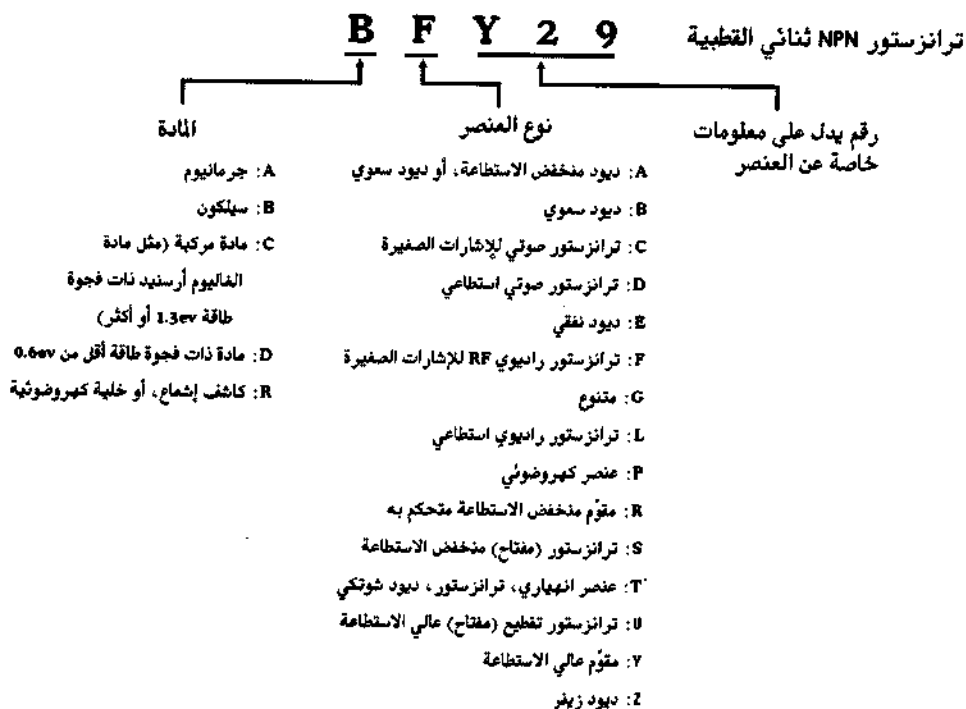 ترانزستور NPN ثنائي القطبية
B F Y 2 9
المادة
نوع العنصر
رقم يدل على معلومات
خاصة عن العنصر
A: جرمانيوم
B: سيلكون
C: مادة مركبة (مثل مادة
الغاليوم أرسنيد ذات فجوة
طاقة 1.3ev أو أكثر)
D: مادة ذات فجوة طاقة أقل من 0.6ev
R: كاشف إشعاع، أو خلية كهروضوئية
A: ديود منخفض الاستطاعة، أو ديود سعوي
B: ديود سعوي
C: ترانزستور صوتي للإشارات الصغيرة
D: ترانزستور صوتي استطاعي
E: ديود نفقي
F: ترانزستور راديوي RF للإشارات الصغيرة
G: متنوع
L: ترانزستور راديوي استطاعي
P: عنصر كهروضوئي
R: مقوّم منخفض الاستطاعة متحكم به
S: ترانزستور (مفتاح) منخفض الاستطاعة
T: عنصر انهياري، ترانزستور، ديود شوتكي
U: ترانزستور تقطيع (مفتاح) عالي الاستطاعة
Y: مقوّم عالي الاستطاعة
Z: ديود زينر